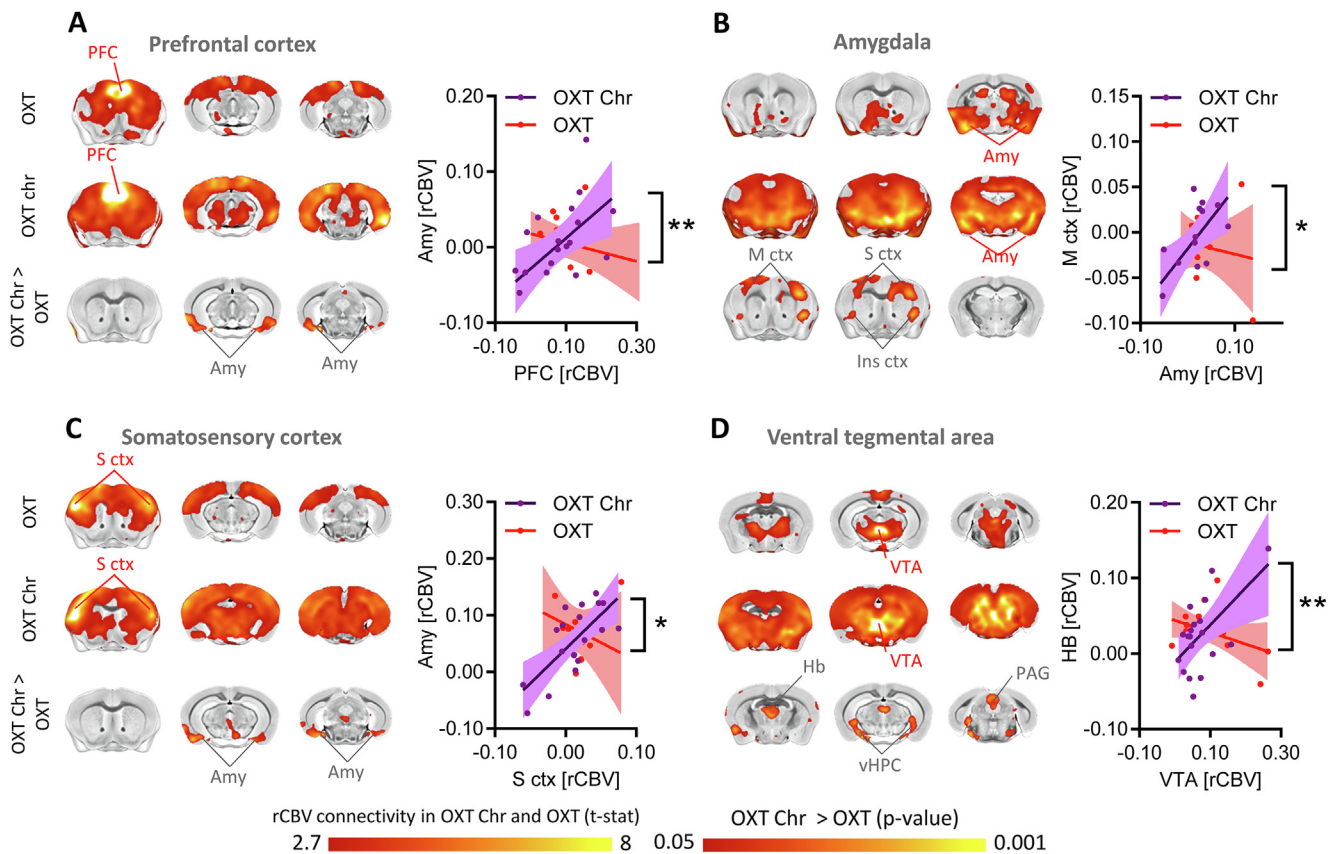 A
Prefrontal cortex
PFC
OXT
PFC
OXT chr
OXT Chr >
OXT
Amy
Amy
OXT Chr
OXT
0.20
0.10
0.00
-0.10
Amy [rCBV]
**
-0.10
0.10
0.30
PFC [rCBV]
B
Amygdala
Amy
Amy
M ctx
S ctx
Ins ctx
OXT Chr
OXT
0.15
0.10
0.05
0.00
-0.05
-0.10
M ctx [rCBV]
*
-0.10
0.00
0.10
0.20
Amy [rCBV]
C
Somatosensory cortex
S ctx
OXT
S ctx
OXT Chr
OXT Chr >
OXT
Amy
Amy
OXT Chr
OXT
0.30
0.20
0.10
0.00
-0.10
Amy [rCBV]
*
-0.10
0.00
0.10
S ctx [rCBV]
D
Ventral tegmental area
VTA
VTA
Hb
PAG
vHPC
OXT Chr
OXT
0.20
0.10
0.00
-0.10
HB [rCBV]
**
-0.10
0.10
0.30
VTA [rCBV]
rCBV connectivity in OXT Chr and OXT (t-stat)
2.7
8
OXT Chr > OXT (p-value)
0.05
0.001